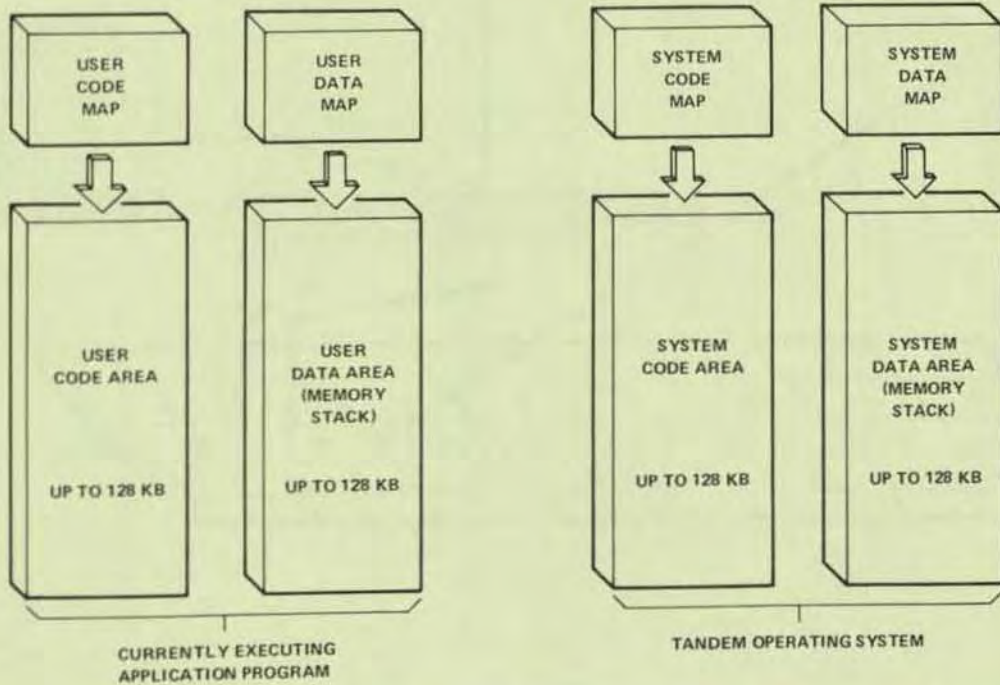 USER
CODE
MAP
USER
DATA
MAP
SYSTEM
CODE
MAP
SYSTEM
DATA
MAP
USER
CODE AREA
UP TO 128 KB
USER
DATA AREA
(MEMORY
STACK)
UP TO 128 KB
SYSTEM
CODE AREA
UP TO 128 KB
SYSTEM
DATA AREA
(MEMORY
STACK)
UP TO 128 KB
CURRENTLY EXECUTING
APPLICATION PROGRAM
TANDEM OPERATING SYSTEM